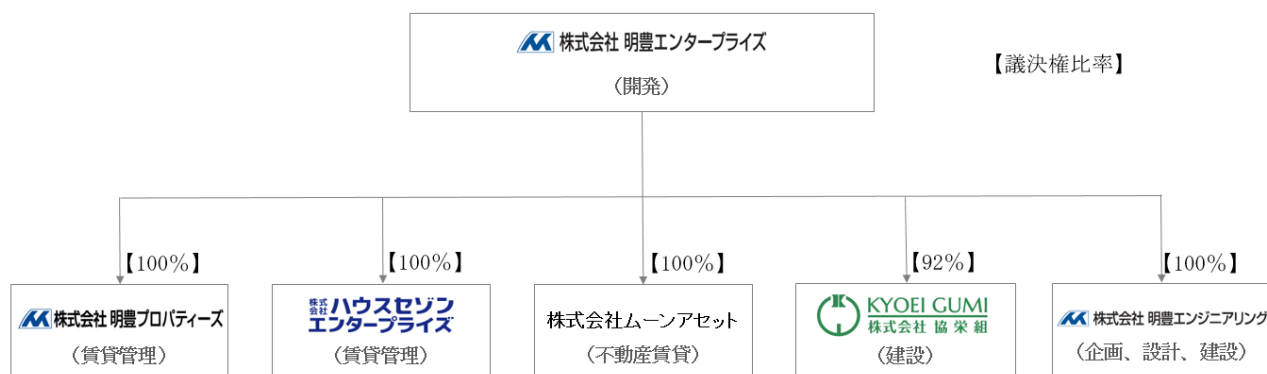 株式会社 明豊エンタープライズ
（開発）
【議決権比率】
【100％】
【100％】
【100％】
【92％】
【100％】
株式会社 明豊プロパティーズ
（賃貸管理）
株式会社 ハウスセゾン
エンタープライズ
（賃貸管理）
株式会社ムーンアセット
（不動産賃貸）
KYOEI GUMI
株式会社 協栄組
（建設）
株式会社 明豊エンジニアリング
（企画、設計、建設）